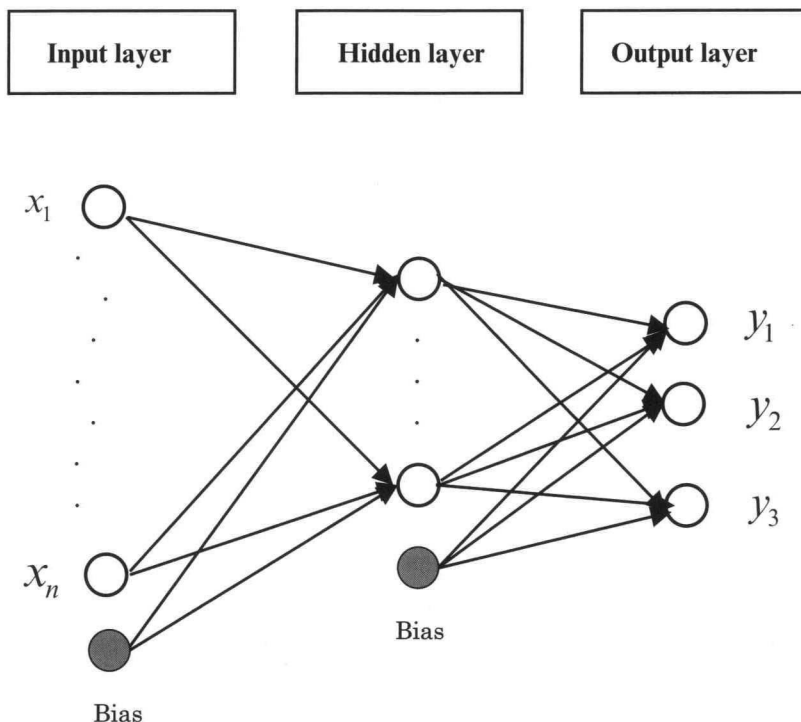 Input layer
Hidden layer
Output layer
x₁
y₁
y₂
y₃
xₙ
Bias
Bias